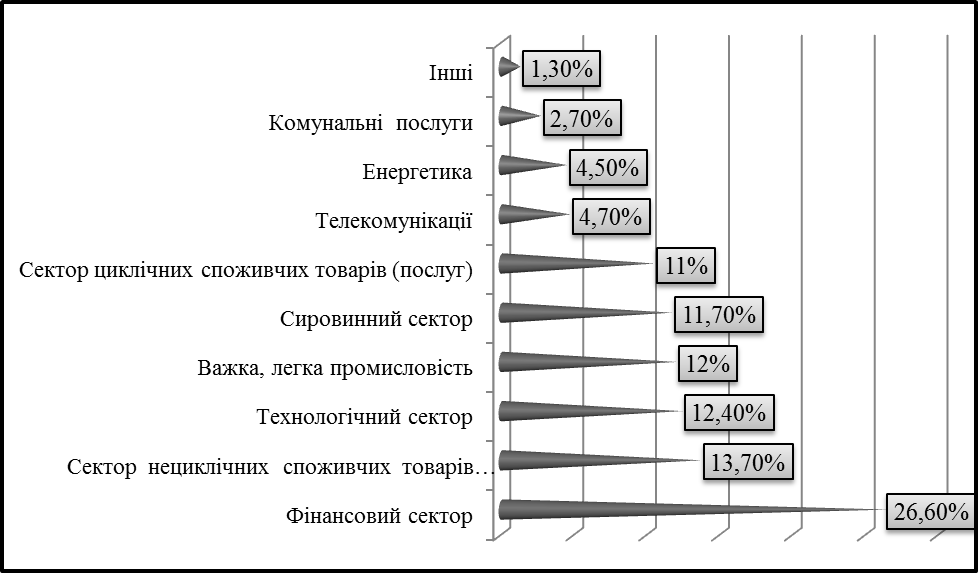 Інші
1,30%
Комунальні послуги
2,70%
Енергетика
4,50%
Телекомунікації
4,70%
Сектор циклічних споживчих товарів (послуг)
11%
Сировинний сектор
11,70%
Важка, легка промисловість
12%
Технологічний сектор
12,40%
Сектор нециклічних споживчих товарів…
13,70%
Фінансовий сектор
26,60%